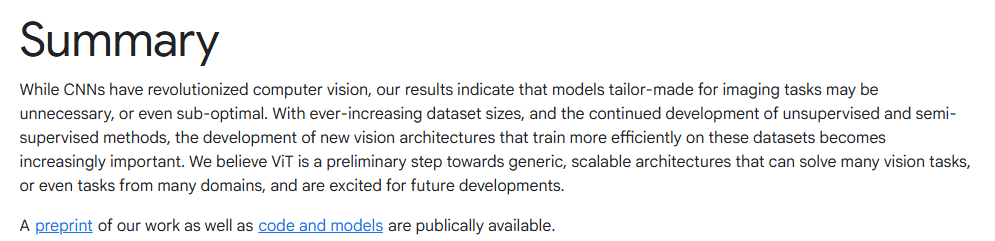 Summary
While CNNs have revolutionized computer vision, our results indicate that models tailor-made for imaging tasks may be
unnecessary, or even sub-optimal. With ever-increasing dataset sizes, and the continued development of unsupervised and semi-
supervised methods, the development of new vision architectures that train more efficiently on these datasets becomes
increasingly important. We believe ViT is a preliminary step towards generic, scalable architectures that can solve many vision tasks,
or even tasks from many domains, and are excited for future developments.
A preprint of our work as well as code and models are publically available.